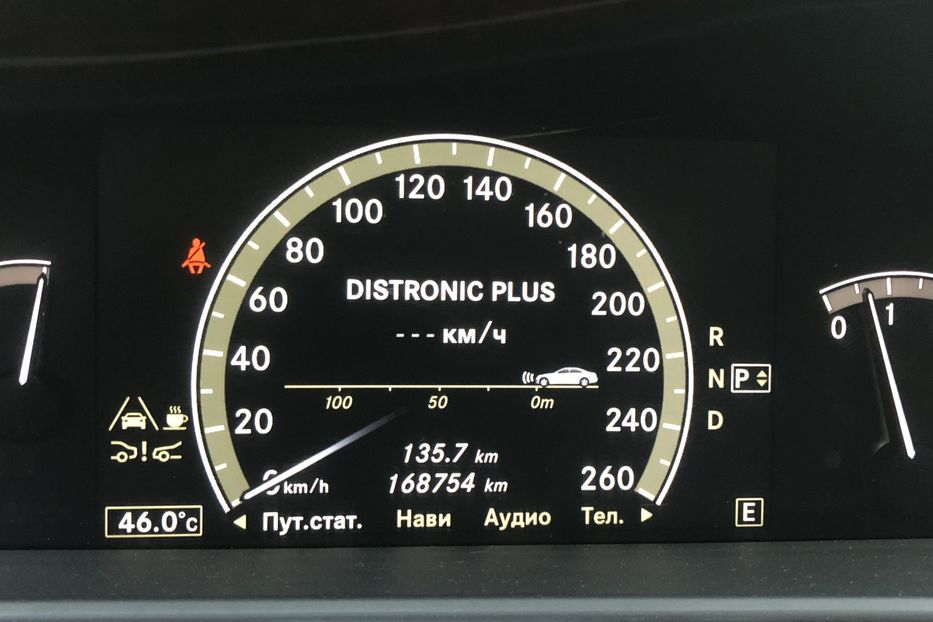 120 140
100 160
80 180
DISTRONIC PLUS
60 200
--- км/ч
0 1
R
40 220
N P
100 50 0m
20 240
D
135.7 km
km/h 168754 km 260
46.0°C
Пут.стат. Нави Аудио Тел.
E